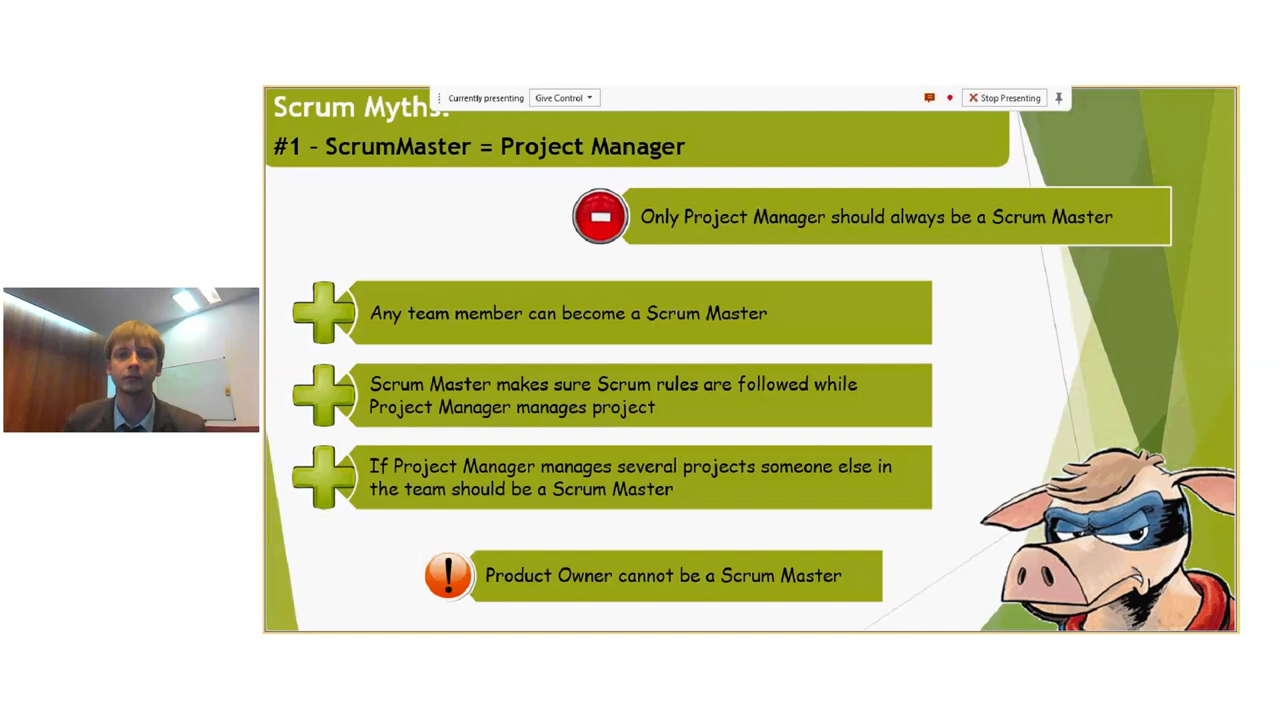 Scrum Myths:
Currently presenting
Give Control
Stop Presenting
#1 – ScrumMaster = Project Manager
Only Project Manager should always be a Scrum Master
Any team member can become a Scrum Master
Scrum Master makes sure Scrum rules are followed while
Project Manager manages project
If Project Manager manages several projects someone else in
the team should be a Scrum Master
Product Owner cannot be a Scrum Master